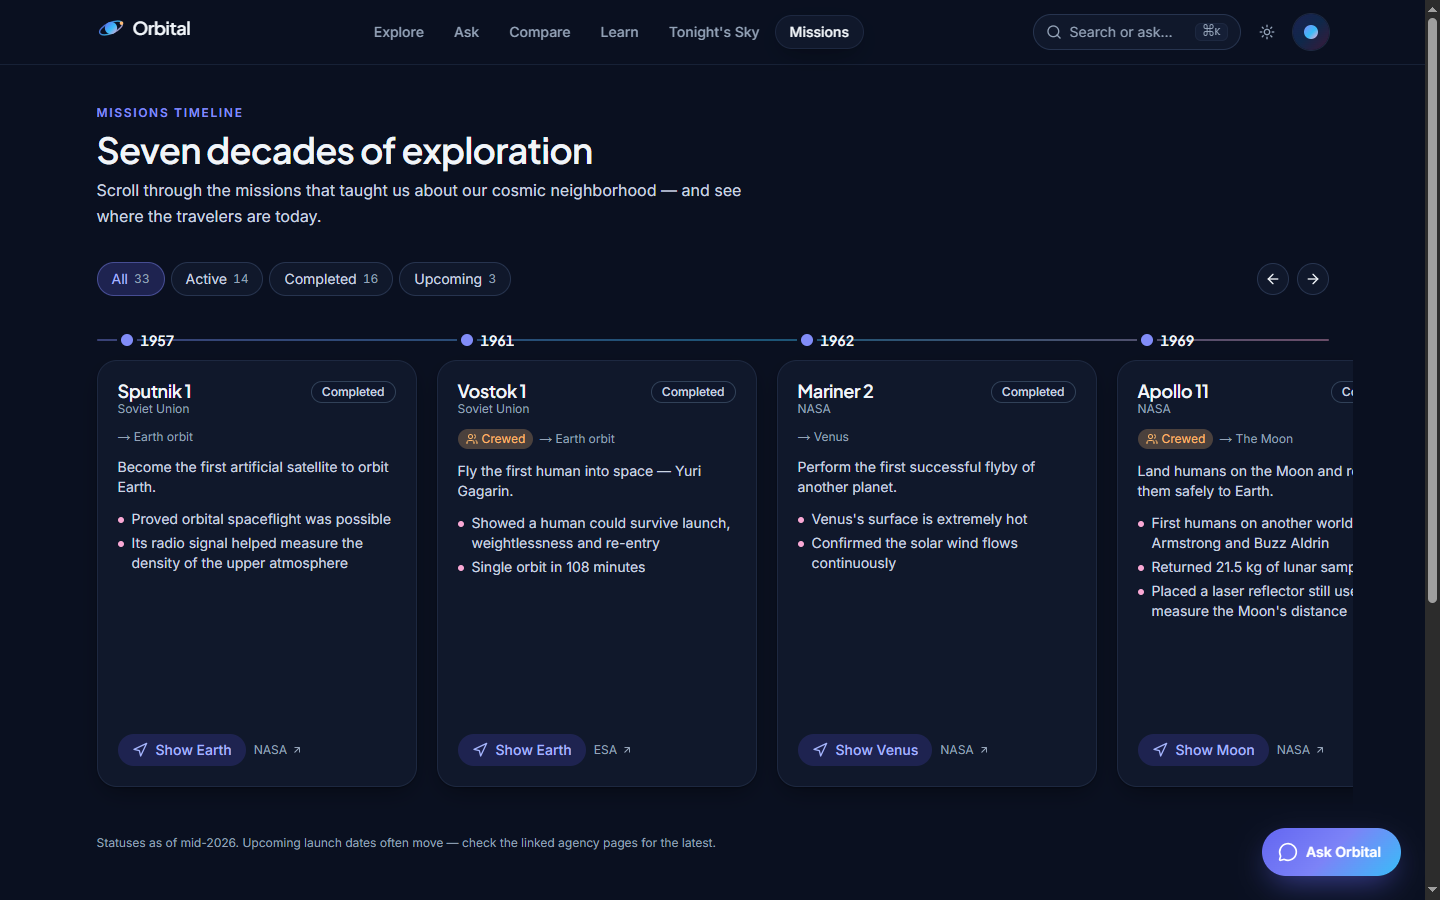 Orbital
Explore
Ask
Compare
Learn
Tonight's Sky
Missions
Search or ask...
⌘K
MISSIONS TIMELINE
Seven decades of exploration
Scroll through the missions that taught us about our cosmic neighborhood — and see
where the travelers are today.
All 33
Active 14
Completed 16
Upcoming 3
1957
1961
1962
1969
Sputnik 1
Completed
Soviet Union
→ Earth orbit
Become the first artificial satellite to orbit
Earth.
Proved orbital spaceflight was possible
Its radio signal helped measure the
density of the upper atmosphere
Show Earth
NASA ↗
Vostok 1
Completed
Soviet Union
Crewed
→ Earth orbit
Fly the first human into space — Yuri
Gagarin.
Showed a human could survive launch,
weightlessness and re-entry
Single orbit in 108 minutes
Show Earth
ESA ↗
Mariner 2
Completed
NASA
→ Venus
Perform the first successful flyby of
another planet.
Venus's surface is extremely hot
Confirmed the solar wind flows
continuously
Show Venus
NASA ↗
Apollo 11
NASA
Crewed
→ The Moon
Land humans on the Moon and
them safely to Earth.
First humans on another world
Armstrong and Buzz Aldrin
Returned 21.5 kg of lunar
Placed a laser reflector still
measure the Moon's distance
Show Moon
NASA ↗
Statuses as of mid-2026. Upcoming launch dates often move — check the linked agency pages for the latest.
Ask Orbital